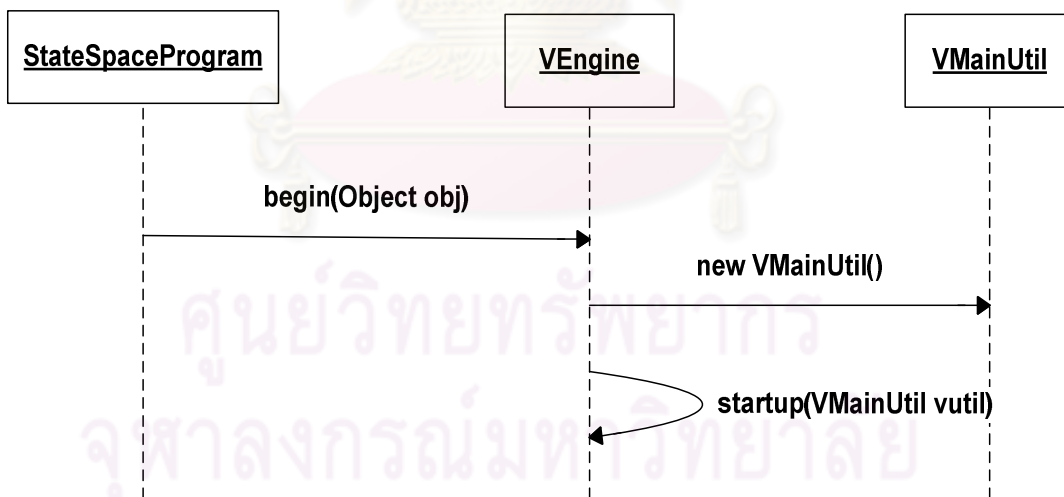 StateSpaceProgram
VEngine
VMainUtil
begin(Object obj)
new VMainUtil()
startup(VMainUtil vutil)
ศูนย์วิทยทรัพยากร
จุฬาลงกรณ์มหาวิทยาลัย